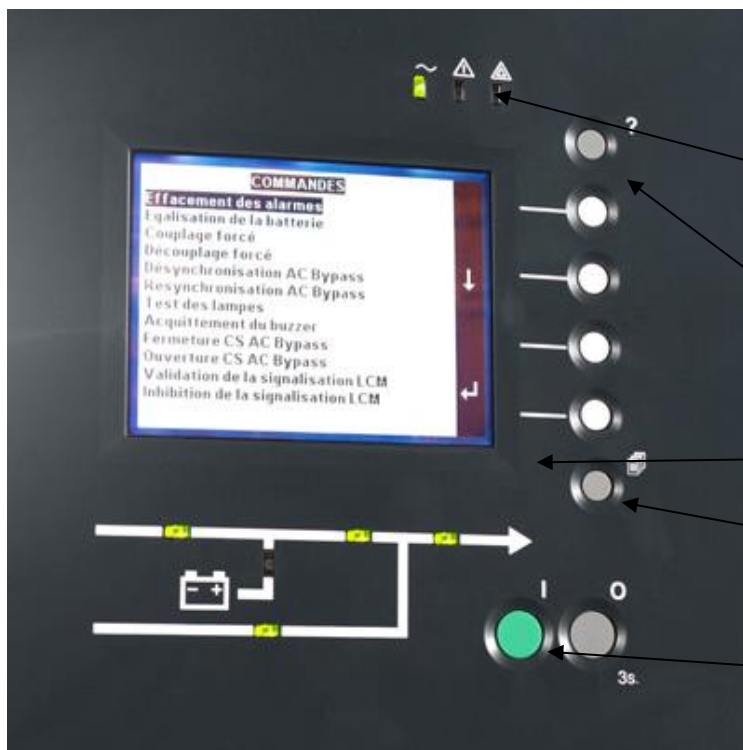 ?
COMMANDES
Effacement des alarmes
Egalisation de la batterie
Couplage forcé
Découplage forcé
Désynchronisation AC Bypass
Resynchronisation AC Bypass
Test des lampes
Acquittement du buzzer
Fermeture CS AC Bypass
Ouverture CS AC Bypass
Validation de la signalisation LCM
Inhibition de la signalisation LCM
I O
3s.